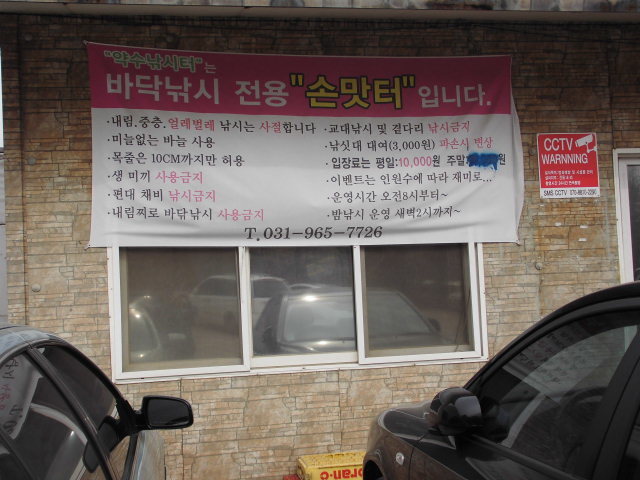 "약수낚시터"는
바닥낚시 전용 "손맛터" 입니다.
·내림.중층.얼레벌레 낚시는 사절합니다
·미늘없는 바늘 사용
·목줄은 10CM까지만 허용
·생 미끼 사용금지
·편대 채비 낚시금지
·내림찌로 바닥낚시 사용금지
·교대낚시 및 곁다리 낚시금지
·낚싯대 대여(3,000원) 파손시 변상
·입장료는 평일:10,000원 주말 원
·이벤트는 인원수에 따라 재미로...
·운영시간 오전8시부터~
·밤낚시 운영 새벽2시까지~
T.031-965-7726
CCTV
WARNING
SMS CCTV 070-8670-2290